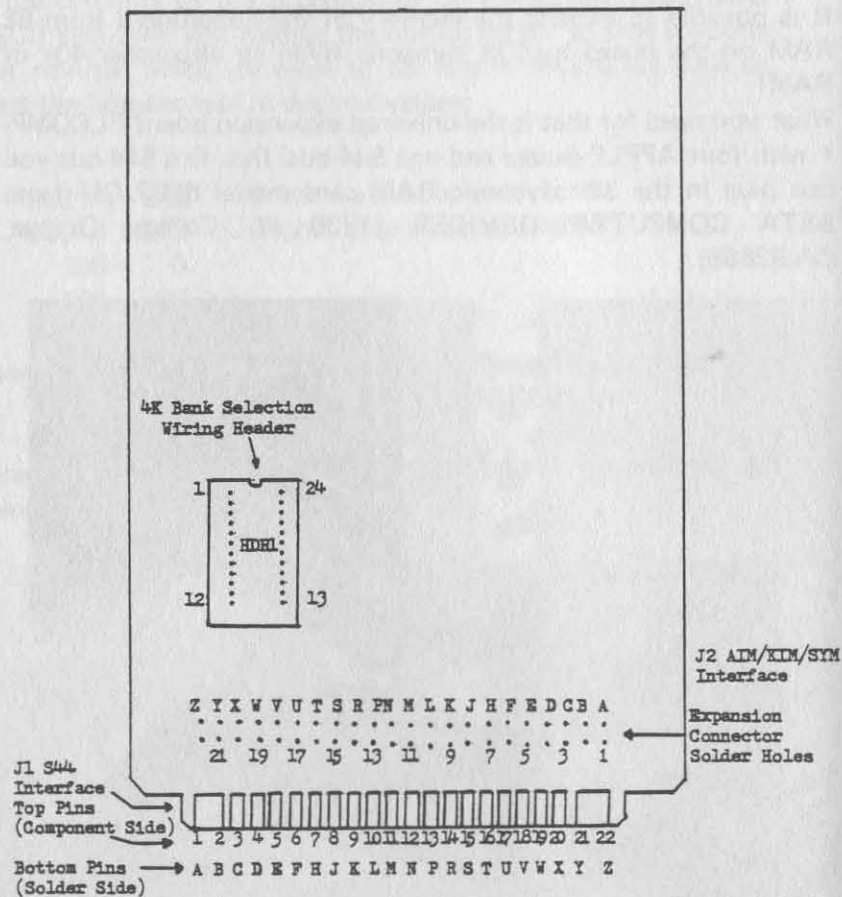 4K Bank Selection
Wiring Header
1 24
HDR1
12 13
J2 AIM/KIM/SYM
Interface
Z Y X W V U T S R P N M L K J H F E D C B A
Expansion
Connector
Solder Holes
21 19 17 15 13 11 9 7 5 3 1
J1 S44
Interface
Top Pins
(Component Side)
1 2 3 4 5 6 7 8 9 10 11 12 13 14 15 16 17 18 19 20 21 22
Bottom Pins
(Solder Side)
A B C D E F H J K L M N P R S T U V W X Y Z